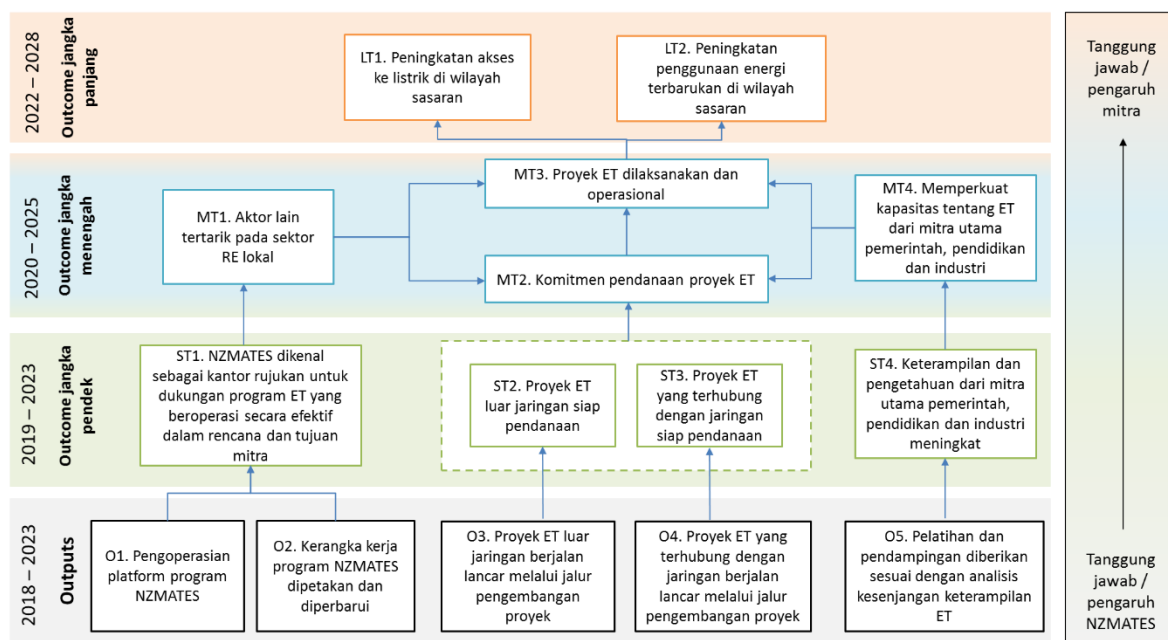 2022 – 2028
Outcome jangka
panjang
LT1. Peningkatan akses
ke listrik di wilayah
sasaran
LT2. Peningkatan
penggunaan energi
terbarukan di wilayah
sasaran
2020 – 2025
Outcome jangka
menengah
MT1. Aktor lain
tertarik pada sektor
RE lokal
MT3. Proyek ET dilaksanakan dan
operasional
MT2. Komitmen pendanaan proyek ET
MT4. Memperkuat
kapasitas tentang ET
dari mitra utama
pemerintah, pendidikan
dan industri
2019 – 2023
Outcome jangka
pendek
ST1. NZMATES dikenal
sebagai kantor rujukan untuk
dukungan program ET yang
beroperasi secara efektif
dalam rencana dan tujuan
mitra
ST2. Proyek ET
luar jaringan siap
pendanaan
ST3. Proyek ET
yang terhubung
dengan jaringan
siap pendanaan
ST4. Keterampilan dan
pengetahuan dari mitra
utama pemerintah,
pendidikan dan industri
meningkat
2018 – 2023
Outputs
O1. Pengoperasian
platform program
NZMATES
O2. Kerangka kerja
program NZMATES
dipetakan dan
diperbarui
O3. Proyek ET luar
jaringan berjalan
lancar melalui jalur
pengembangan
proyek
O4. Proyek ET yang
terhubung dengan
jaringan berjalan
lancar melalui jalur
pengembangan proyek
O5. Pelatihan dan
pendampingan diberikan
sesuai dengan analisis
kesenjangan keterampilan
ET
Tanggung
jawab /
pengaruh
mitra
Tanggung
jawab /
pengaruh
NZMATES